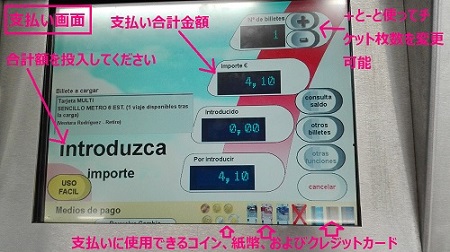 支払い画面
支払い合計金額
Nº de billetes
1
+と−と使ってチ
ケット枚数を変更
可能
合計額を投入してください
Importe €
4,10
Billete a cargar
Tarjeta MULTI
SENCILLO METRO 8 EST. (1 viaje disponibles tras
la carga)
consulta
saldo
Introducido
0,00
otros
billetes
introduzca
importe
Por introducir
4,10
otras
funciones
USO
FACIL
cancelar
Medios de pago
支払いに使用できるコイン、紙幣、およびクレジットカード